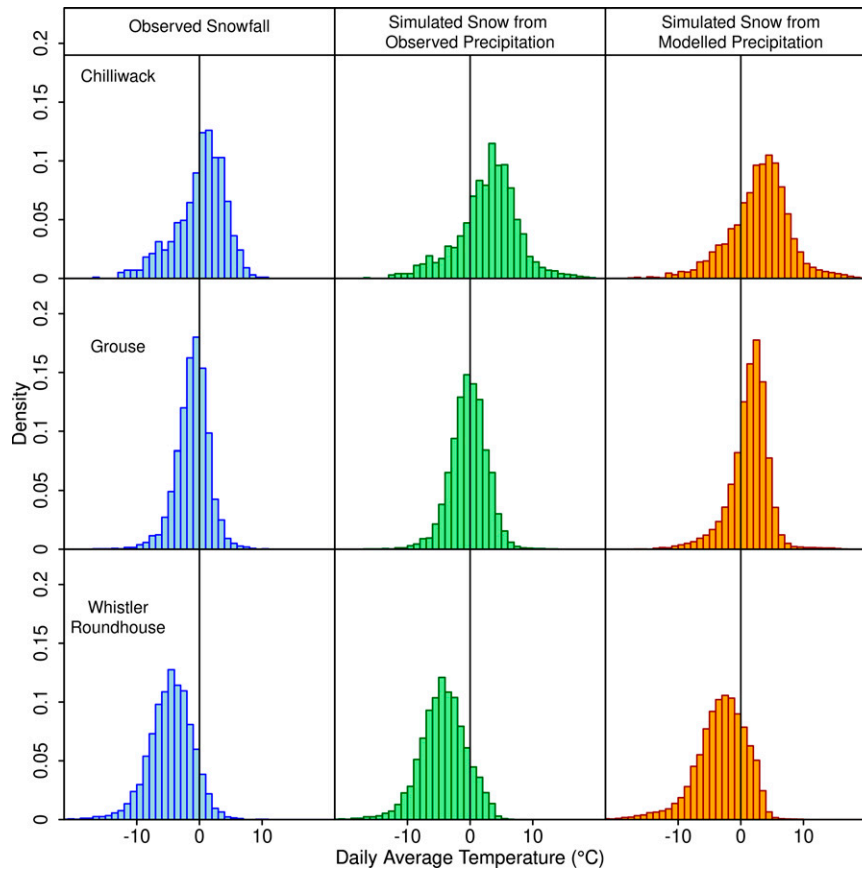 Observed Snowfall
Simulated Snow from
Observed Precipitation
Simulated Snow from
Modelled Precipitation
Chilliwack
0.2
0.15
0.1
0.05
0
Grouse
0.2
0.15
0.1
0.05
0
Whistler
Roundhouse
0.2
0.15
0.1
0.05
0
Density
-10 0 10
-10 0 10
-10 0 10
Daily Average Temperature (°C)